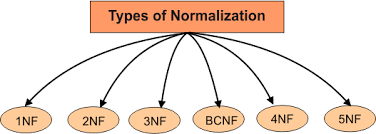 Types of Normalization
1NF 2NF 3NF BCNF 4NF 5NF